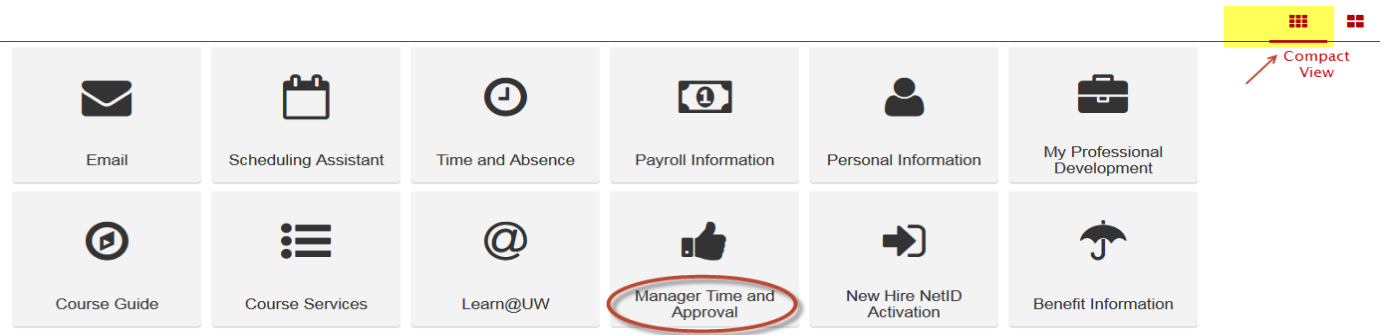 Compact
View
Email
Scheduling Assistant
Time and Absence
Payroll Information
Personal Information
My Professional
Development
Course Guide
Course Services
Learn@UW
Manager Time and
Approval
New Hire NetID
Activation
Benefit Information